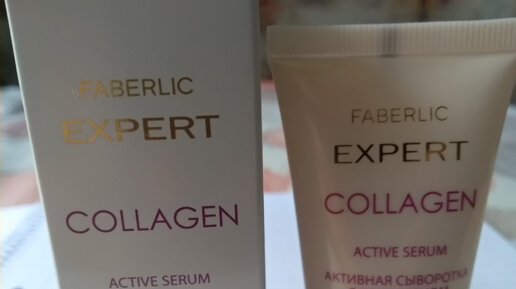 FABERLIC
EXPERT
COLLAGEN
ACTIVE SERUM
FABERLIC
EXPERT
COLLAGEN
ACTIVE SERUM
АКТИВНАЯ СЫВОРОТКА